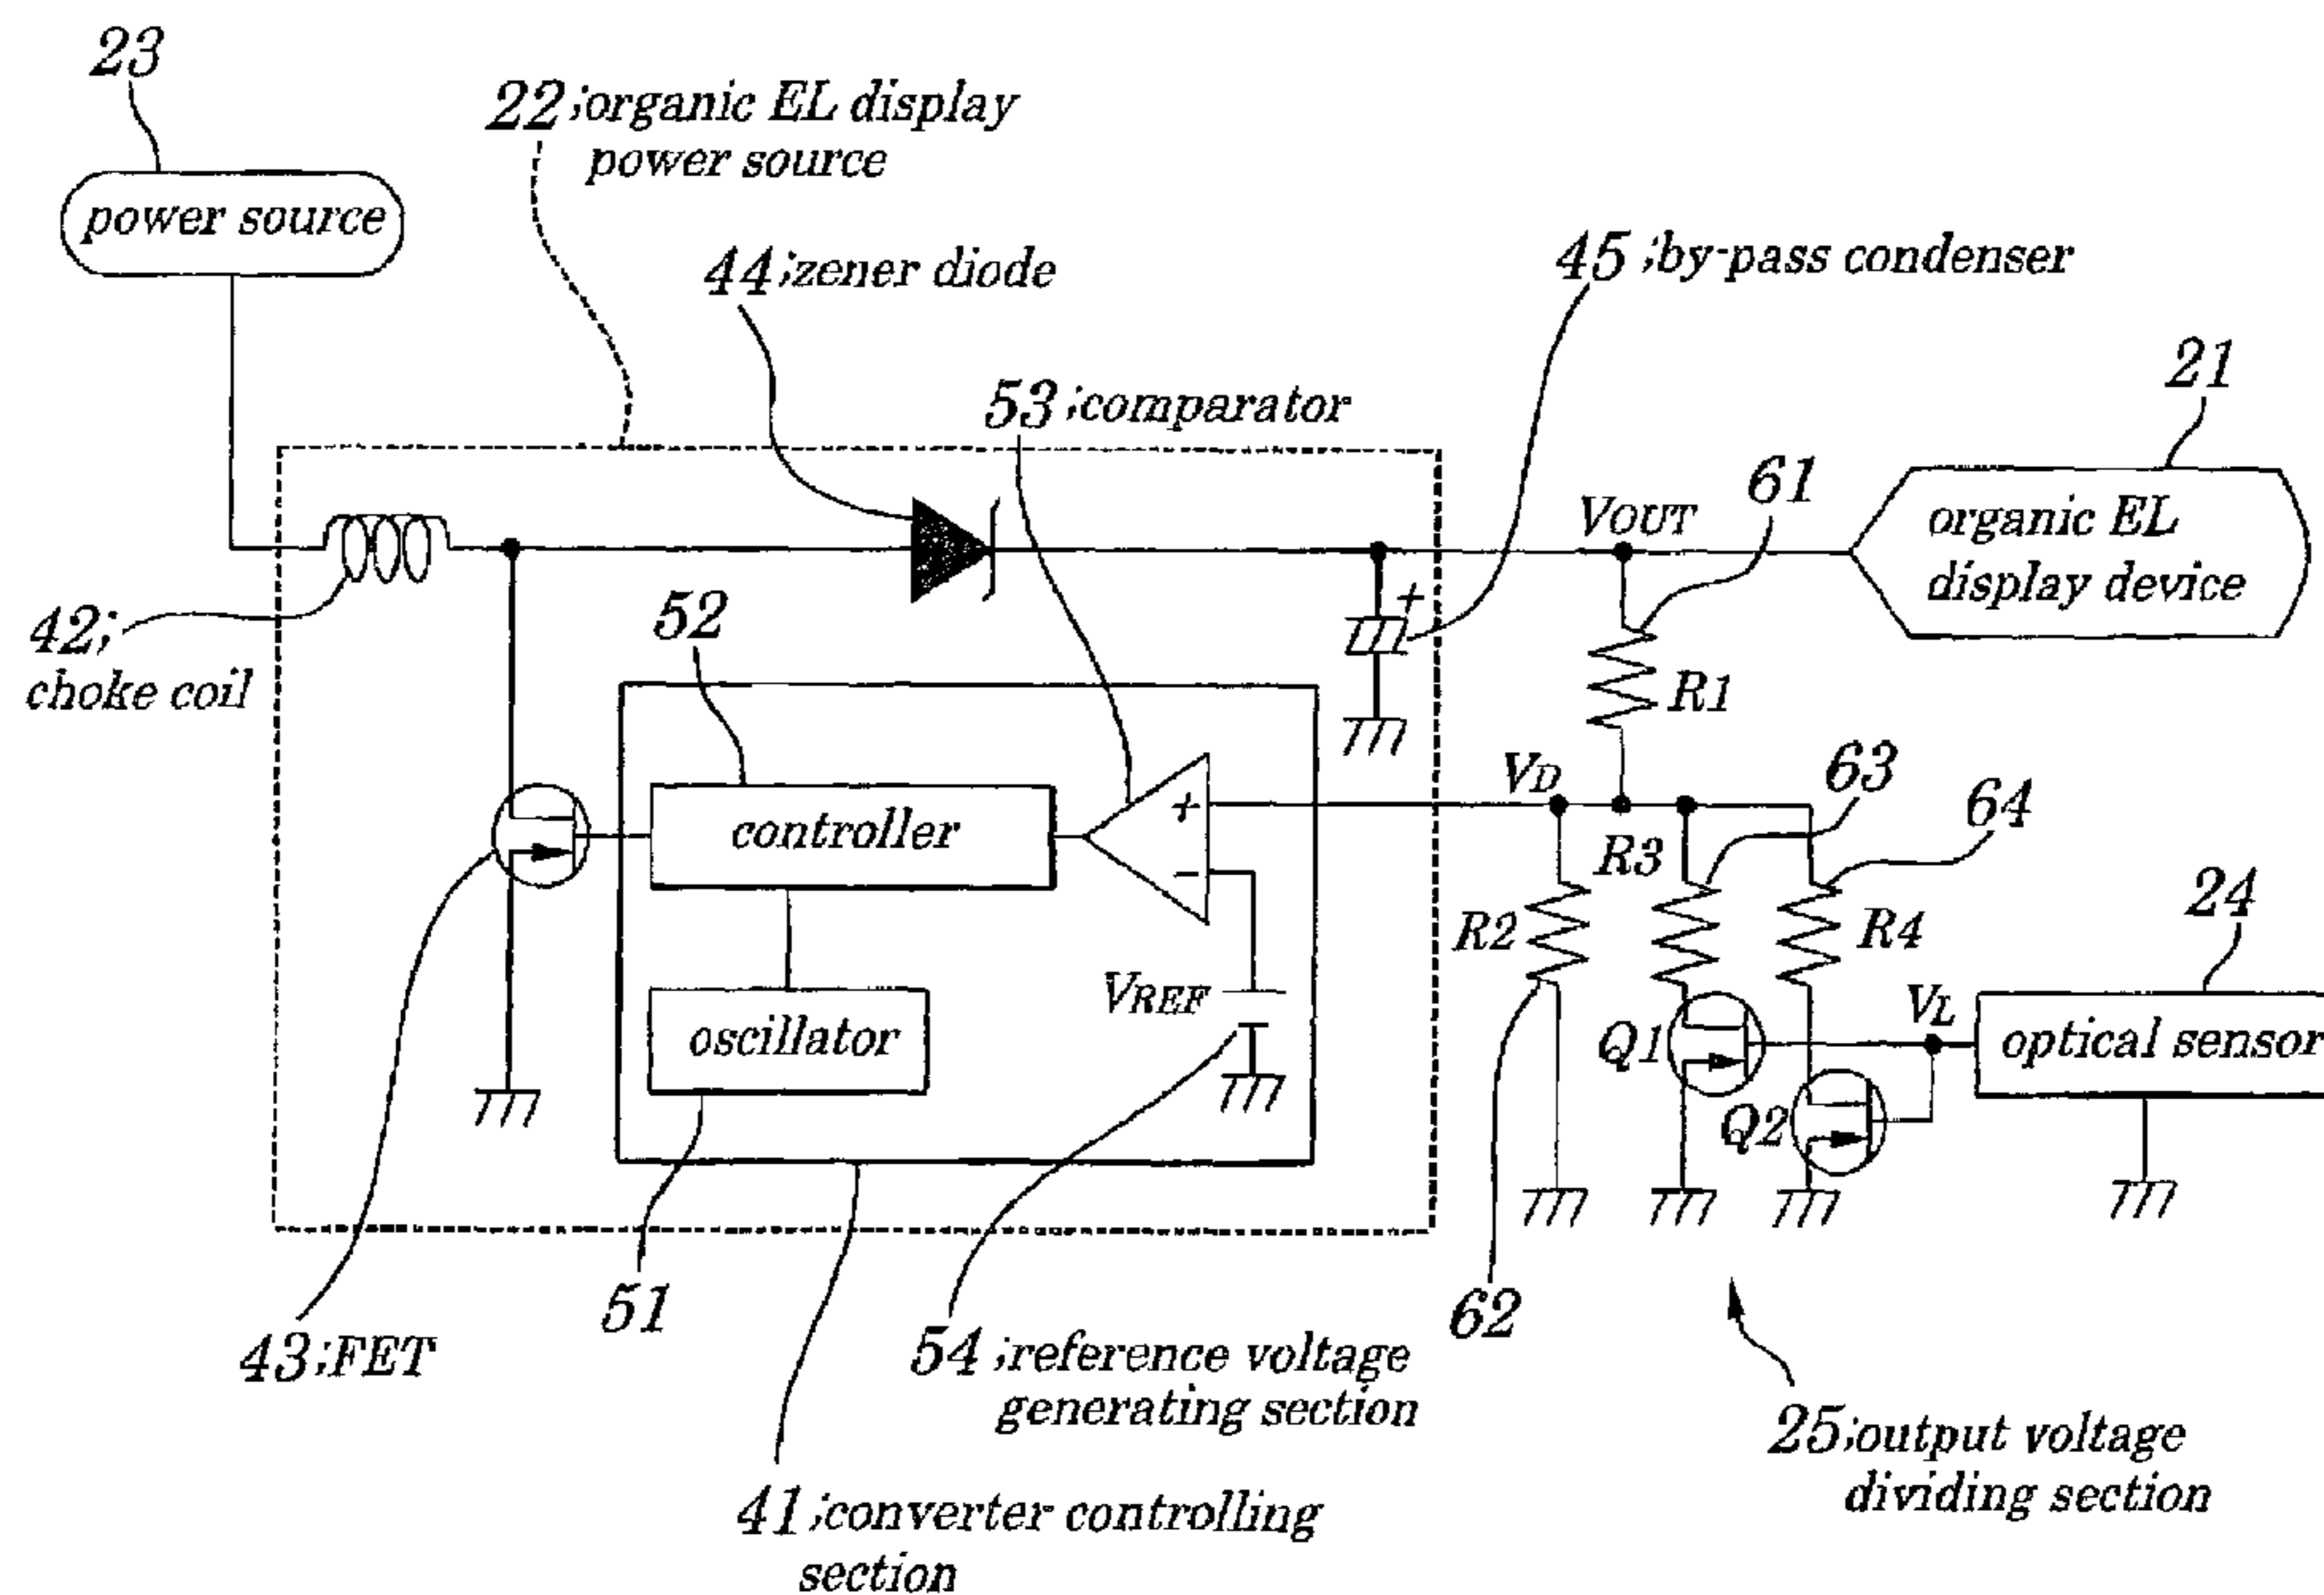 23
22;organic EL display
power source
power source
44;zener diode
45;by-pass condenser
53;comparator
21
61
VOUT
organic EL
display device
42;
choke coil
52
+
R1
63
64
VD
controller
+
−
R3
R2
R4
24
VREF
VL
oscillator
Q1
optical sensor
Q2
51
62
43;FET
54;reference voltage
generating section
25;output voltage
dividing section
41;converter controlling
section